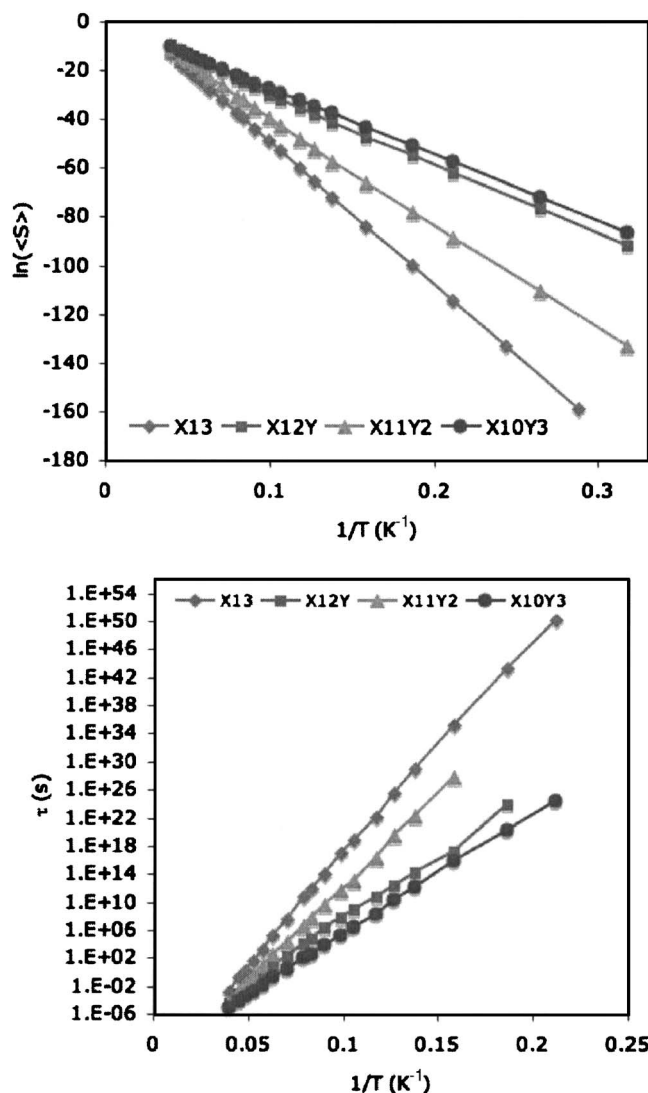 0
-20
-40
-60
-80
-100
-120
-140
-160
-180
ln(<S>)
X13 X12Y X11Y2 X10Y3
0 0.1 0.2 0.3
1/T (K⁻¹)
1.E+54
1.E+50
1.E+46
1.E+42
1.E+38
1.E+34
1.E+30
1.E+26
1.E+22
1.E+18
1.E+14
1.E+10
1.E+06
1.E+02
1.E-02
1.E-06
τ (s)
X13 X12Y X11Y2 X10Y3
0 0.05 0.1 0.15 0.2 0.25
1/T (K⁻¹)